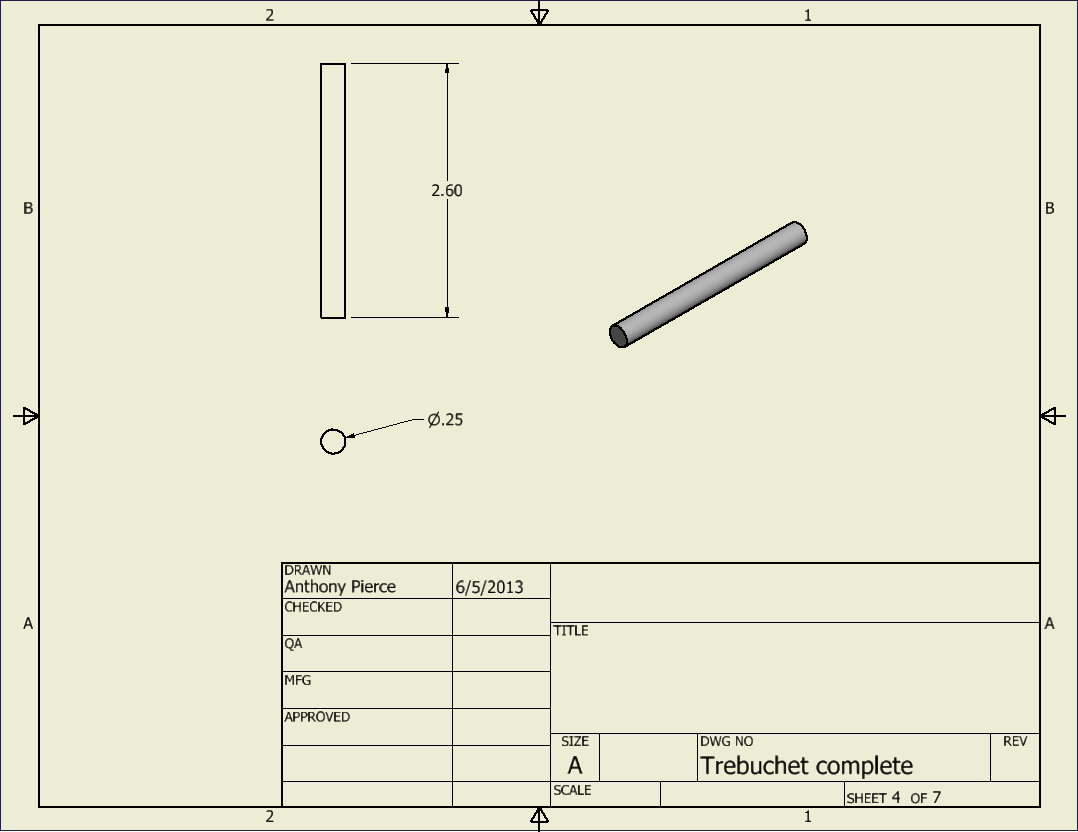 2 1
B B
2.60
Ø.25
A A
DRAWN
Anthony Pierce 6/5/2013
CHECKED
QA
MFG
APPROVED
TITLE
SIZE
A
DWG NO
Trebuchet complete
REV
SCALE
SHEET 4 OF 7
2 1